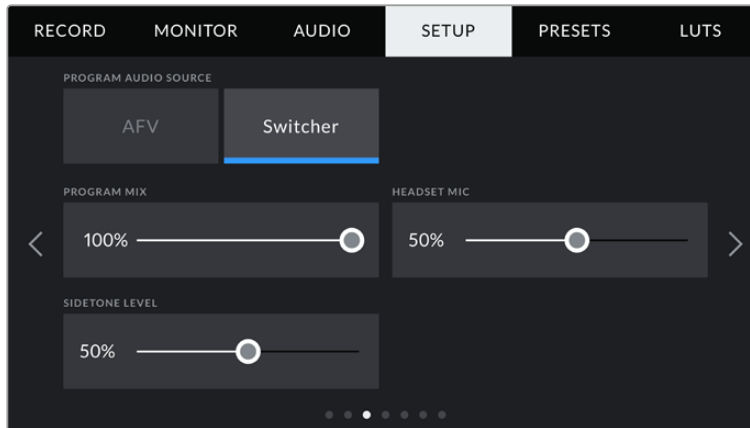 RECORD MONITOR AUDIO SETUP PRESETS LUTS
PROGRAM AUDIO SOURCE
AFV Switcher
PROGRAM MIX HEADSET MIC
100% 50%
SIDETONE LEVEL
50%